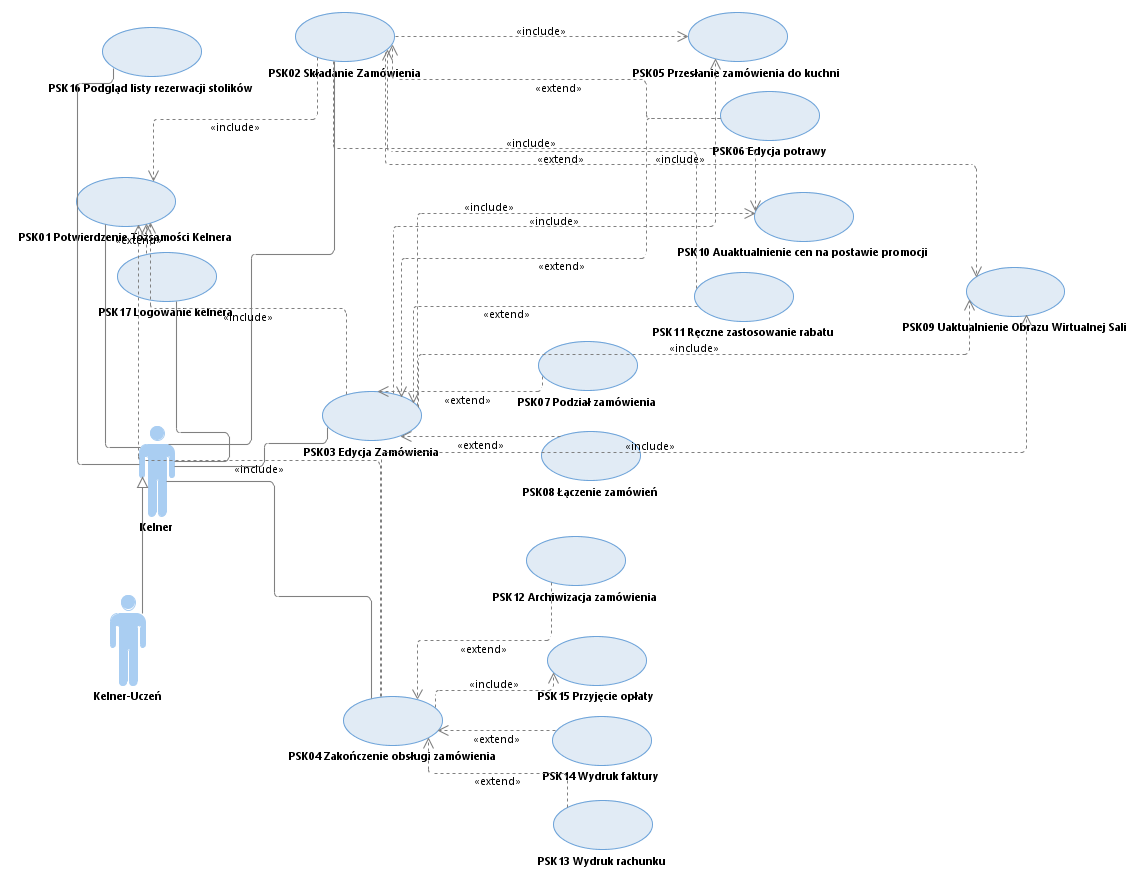 «include»
PSK02 Składanie Zamówienia
PSK05 Przesłanie zamówienia do kuchni
PSK16 Podgląd listy rezerwacji stolików
«extend»
«include»
«include»
PSK06 Edycja potrawy
«extend»
«include»
«include»
«include»
PSK01 Potwierdzenie Tożsamości Kelnera
«extend»
PSK10 Auaktualnienie cen na postawie promocji
«extend»
PSK17 Logowanie kelnera
«include»
«extend»
PSK11 Ręczne zastosowanie rabatu
PSK09 Uaktualnienie Obrazu Wirtualnej Sali
«include»
«extend»
PSK07 Podział zamówienia
«extend»
«include»
PSK03 Edycja Zamówienia
«include»
PSK08 Łączenie zamówień
Kelner
PSK12 Archiwizacja zamówienia
«extend»
«include»
Kelner-Uczeń
PSK15 Przyjęcie opłaty
«extend»
PSK04 Zakończenie obsługi zamówienia
PSK14 Wydruk faktury
«extend»
PSK13 Wydruk rachunku